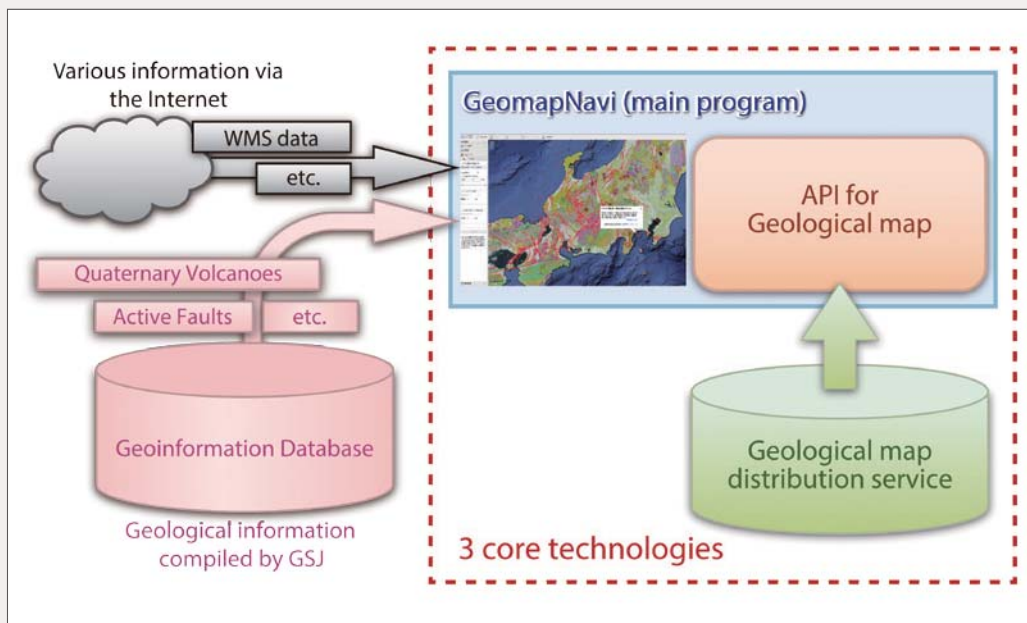 Various information via
the Internet
WMS data
etc.
Quaternary Volcanoes
Active Faults
etc.
Geoinformation Database
Geological information
compiled by GSJ
GeomapNavi (main program)
API for
Geological map
Geological map
distribution service
3 core technologies